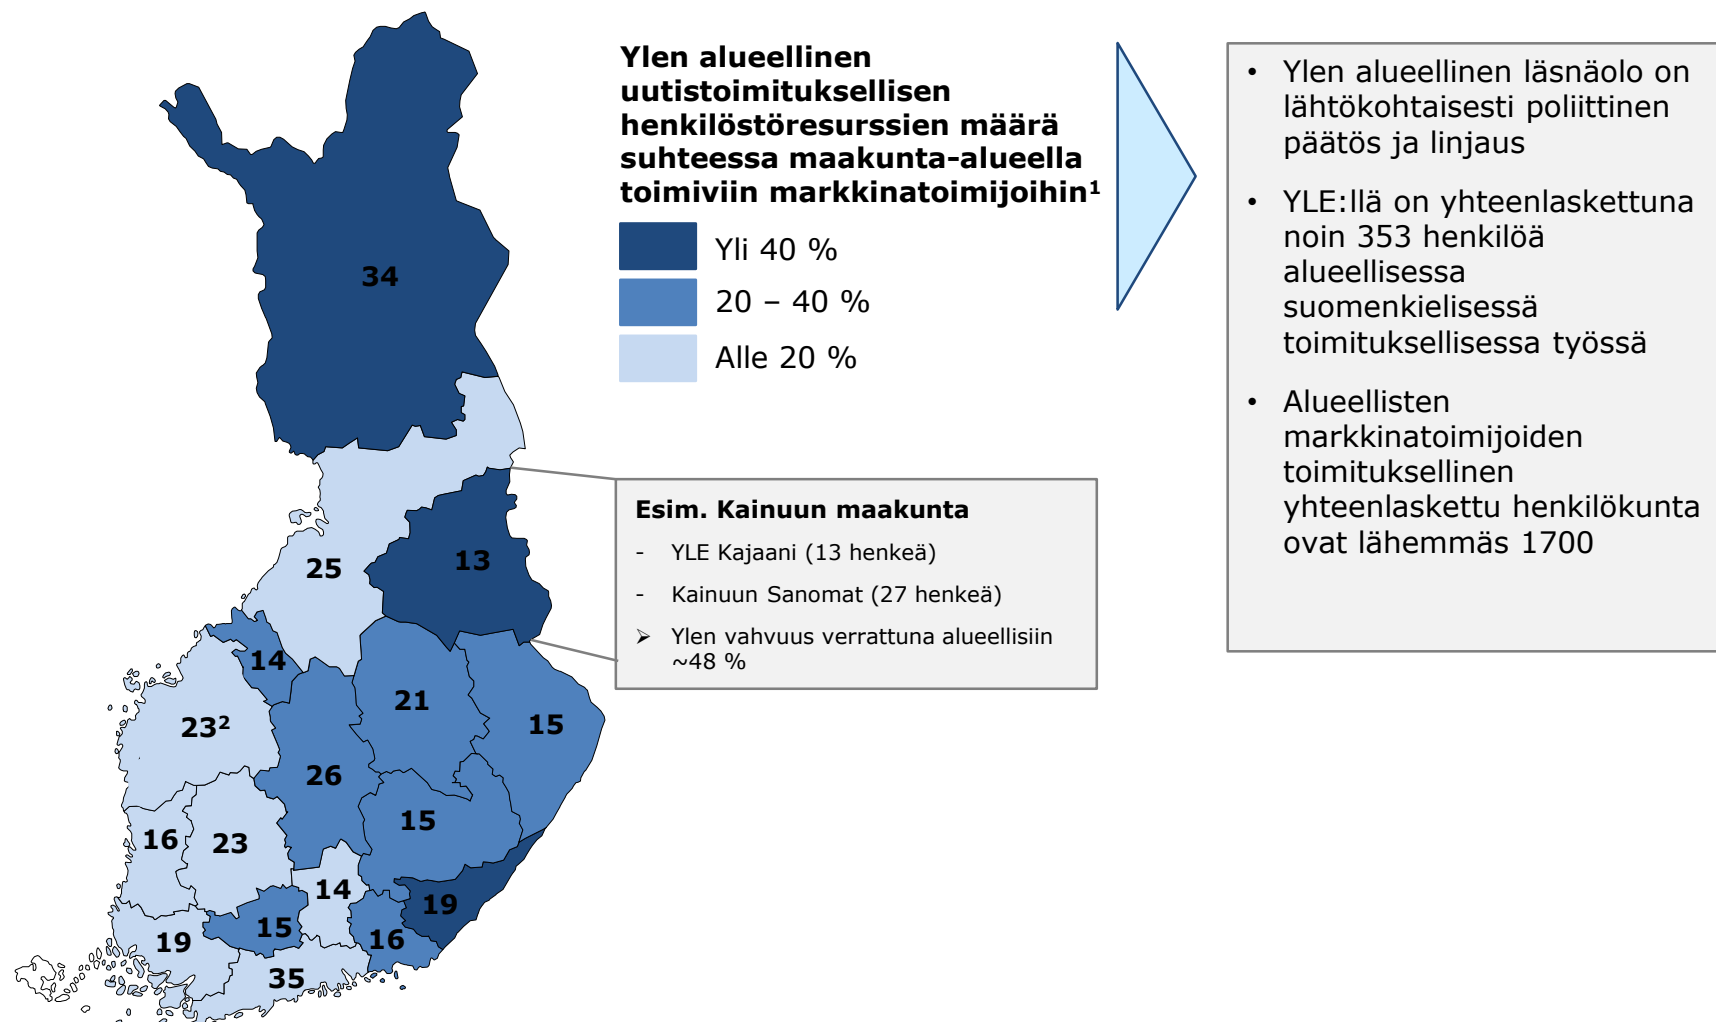 Ylen alueellinen
uutistoimituksellisen
henkilöstöresurssien määrä
suhteessa maakunta-alueella
toimiviin markkinatoimijoihin¹
Yli 40 %
20 – 40 %
Alle 20 %
• Ylen alueellinen läsnäolo on
lähtökohtaisesti poliittinen
päätös ja linjaus
• YLE:llä on yhteenlaskettuna
noin 353 henkilöä
alueellisessa
suomenkielisessä
toimituksellisessa työssä
• Alueellisten
markkinatoimijoiden
toimituksellinen
yhteenlaskettu henkilökunta
ovat lähemmäs 1700
Esim. Kainuun maakunta
- YLE Kajaani (13 henkeä)
- Kainuun Sanomat (27 henkeä)
➢ Ylen vahvuus verrattuna alueellisiin
~48 %
34
25
13
14
23²
21
15
26
16
23
15
14
19
15
16
19
35